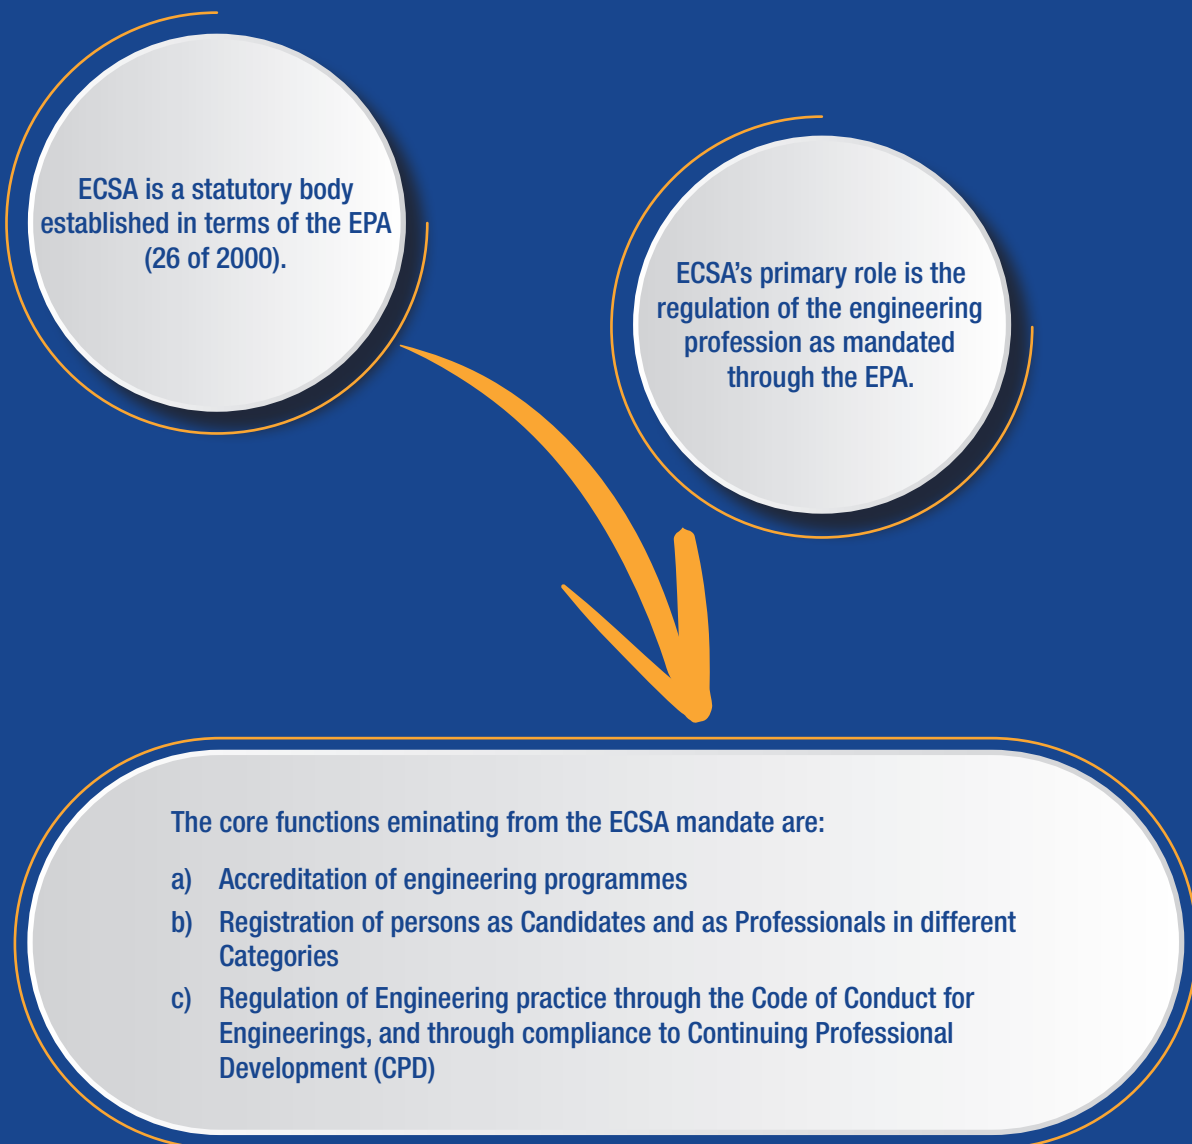 ECSA is a statutory body
established in terms of the EPA
(26 of 2000).
ECSA’s primary role is the
regulation of the engineering
profession as mandated
through the EPA.
The core functions eminating from the ECSA mandate are:
a) Accreditation of engineering programmes
b) Registration of persons as Candidates and as Professionals in different
Categories
c) Regulation of Engineering practice through the Code of Conduct for
Engineerings, and through compliance to Continuing Professional
Development (CPD)